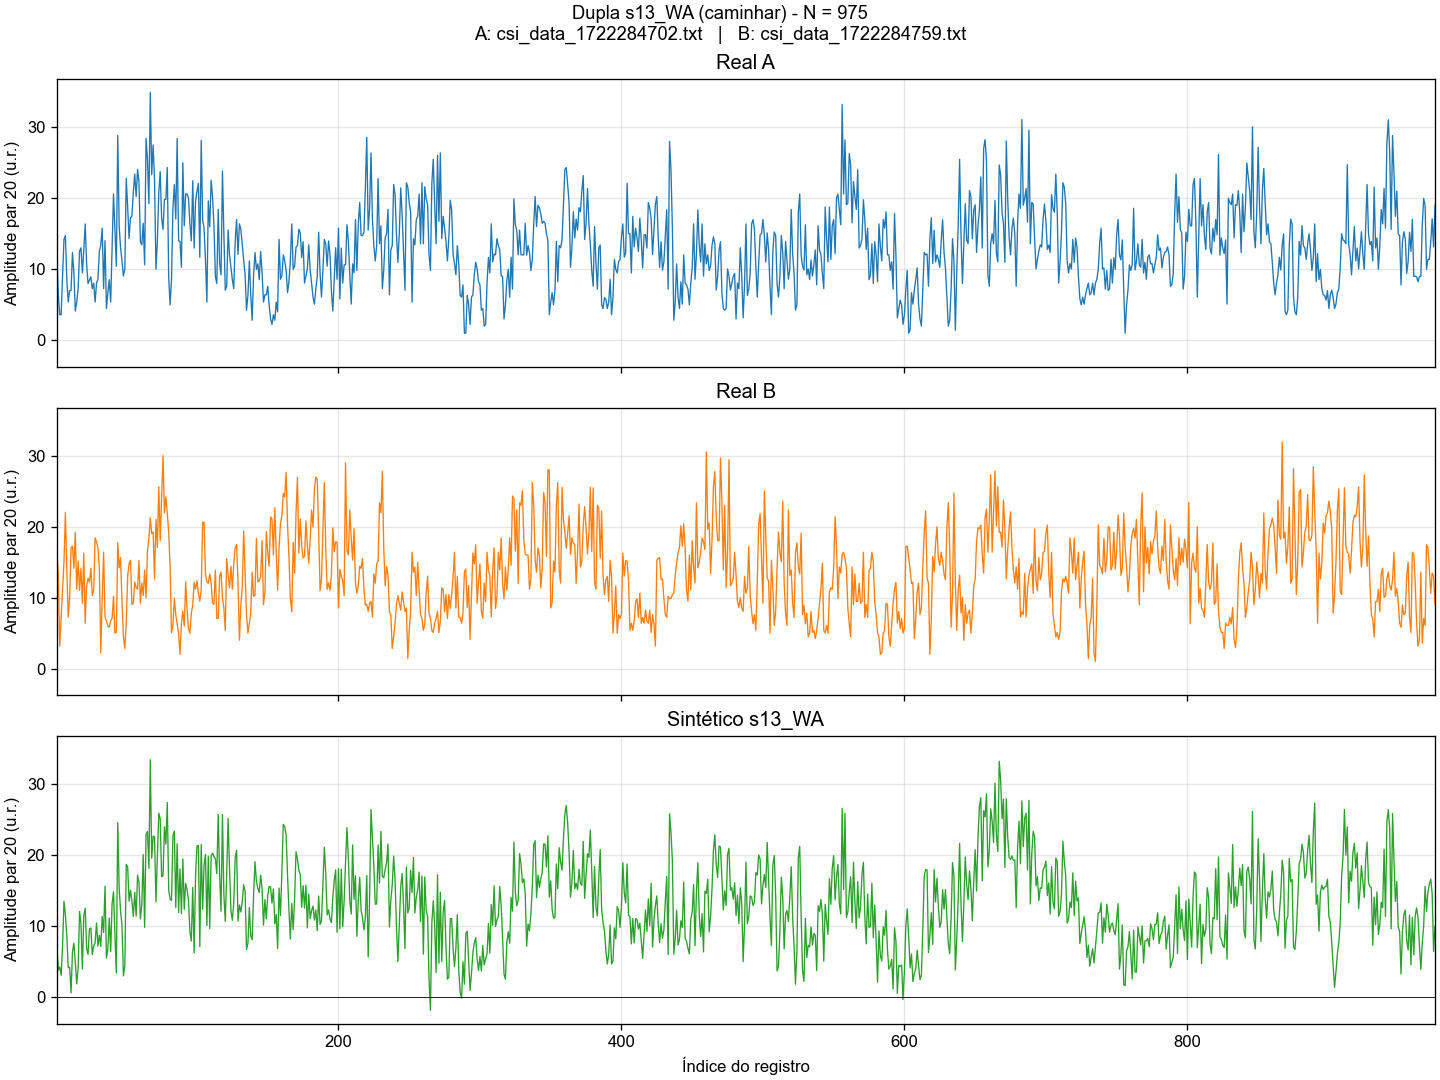 Dupla s13_WA (caminhar) - N = 975
A: csi_data_1722284702.txt | B: csi_data_1722284759.txt
Real A
Amplitude par 20 (u.r.)
30
20
10
0
Real B
Amplitude par 20 (u.r.)
30
20
10
0
Sintético s13_WA
Amplitude par 20 (u.r.)
30
20
10
0
200 400 600 800
Índice do registro